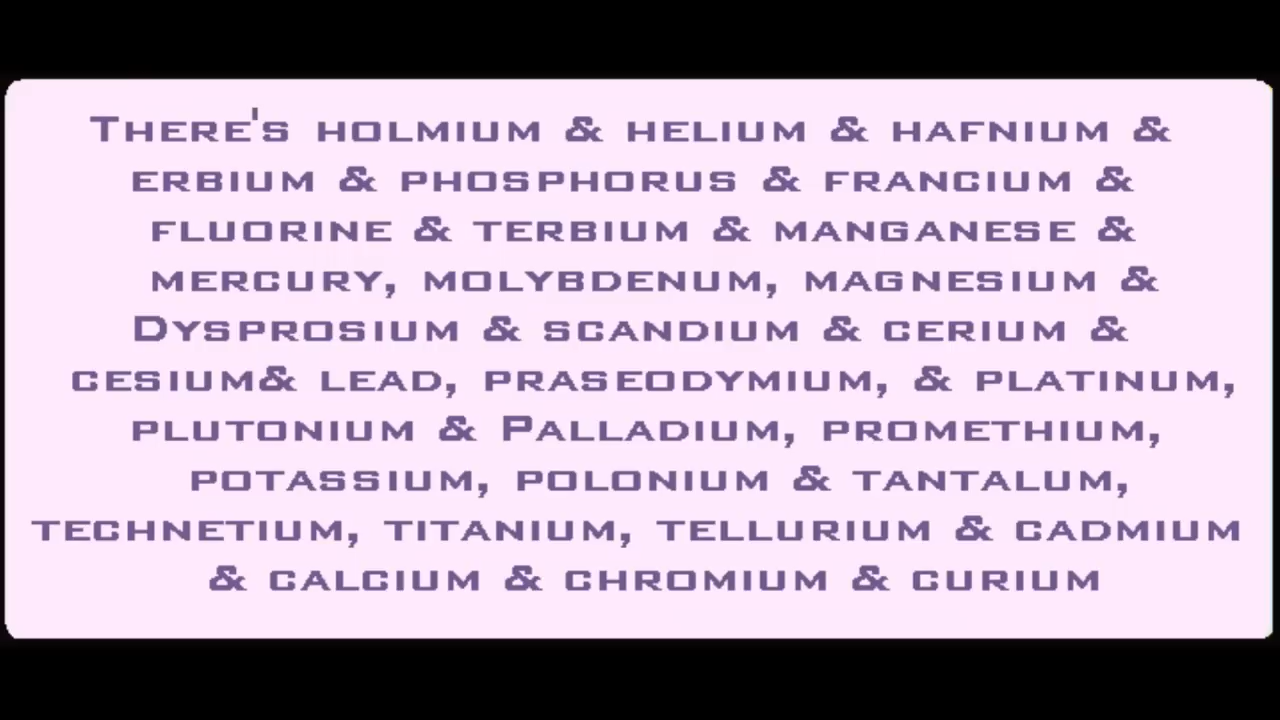 There's holmium & helium & hafnium &
erbium & phosphorus & francium &
fluorine & terbium & manganese &
mercury, molybdenum, magnesium &
Dysprosium & scandium & cerium &
cesium& lead, praseodymium, & platinum,
plutonium & Palladium, promethium,
potassium, polonium & tantalum,
technetium, titanium, tellurium & cadmium
& calcium & chromium & curium